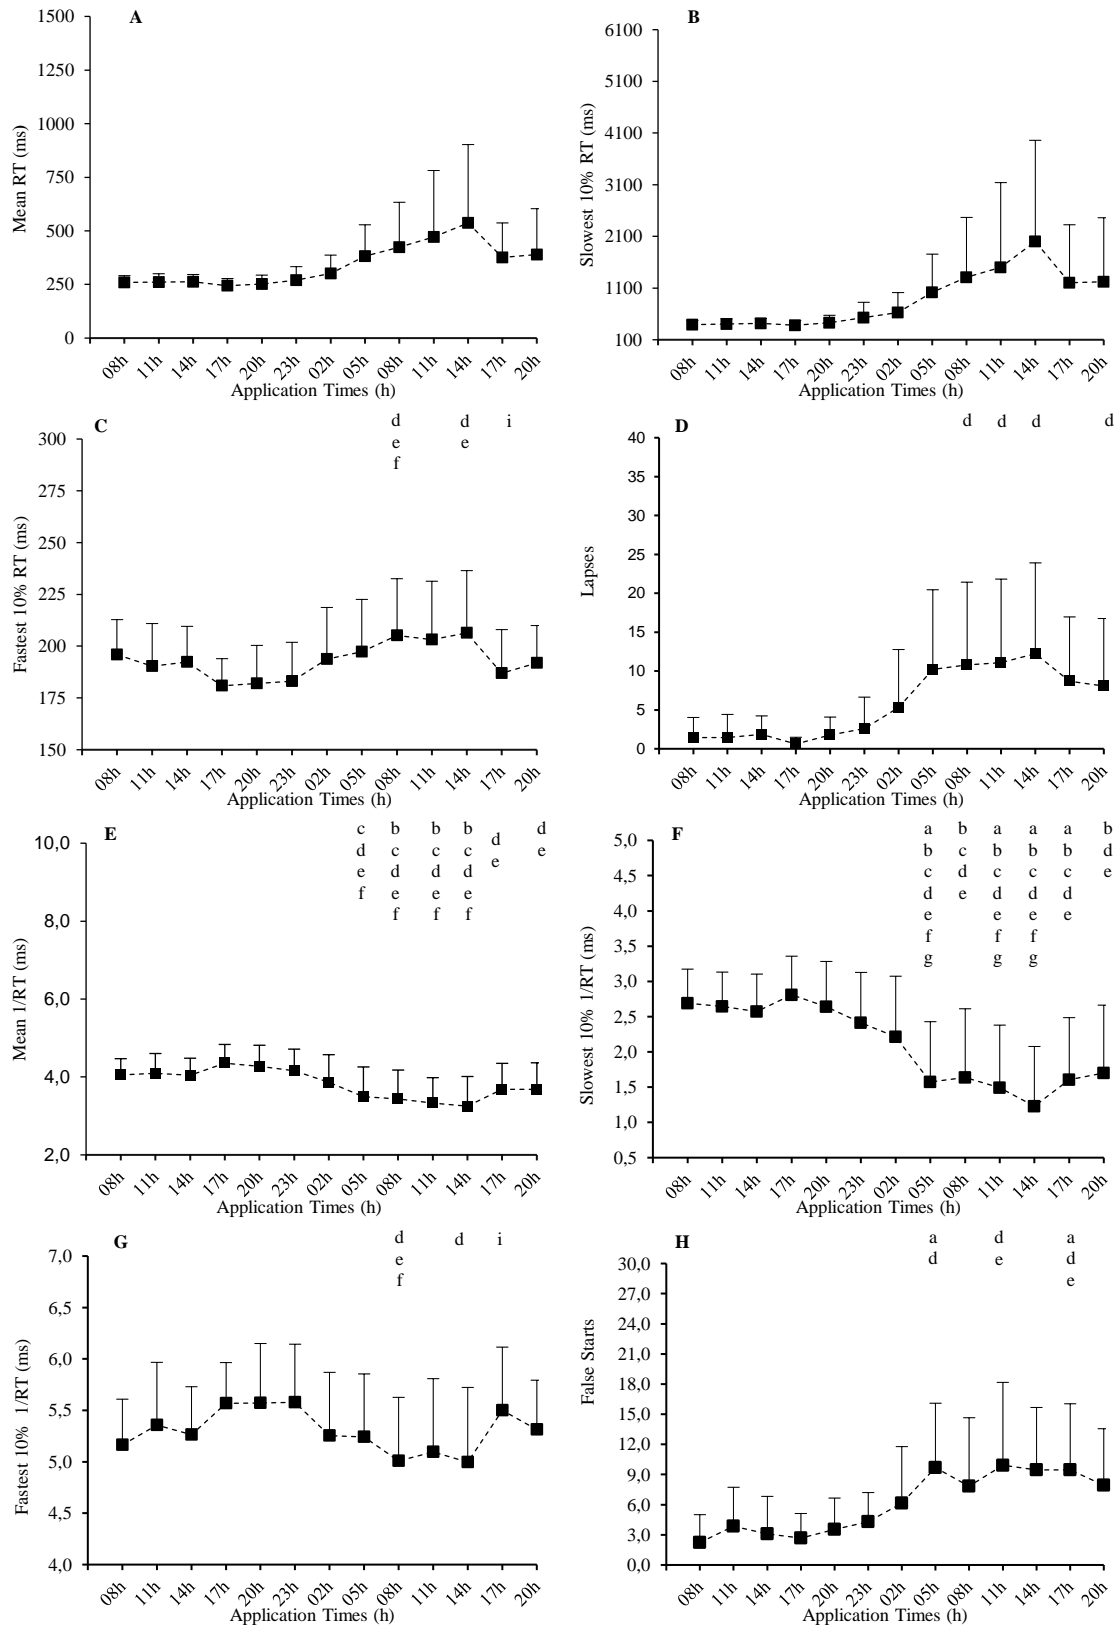 A
1500
1250
1000
750
500
250
0
Mean RT (ms)
08h 11h 14h 17h 20h 23h 02h 05h 08h 11h 14h 17h 20h
Application Times (h)
B
6100
5100
4100
3100
2100
1100
100
Slowest 10% RT (ms)
08h 11h 14h 17h 20h 23h 02h 05h 08h 11h 14h 17h 20h
Application Times (h)
C
d d i
e e
f
300
275
250
225
200
175
150
Fastest 10% RT (ms)
08h 11h 14h 17h 20h 23h 02h 05h 08h 11h 14h 17h 20h
Application Times (h)
D
d d d d
40
35
30
25
20
15
10
5
0
Lapses
08h 11h 14h 17h 20h 23h 02h 05h 08h 11h 14h 17h 20h
Application Times (h)
E
c b b b d d
d c c c e e
e d d d
f e e e
f f f
10,0
8,0
6,0
4,0
2,0
Mean 1/RT (ms)
08h 11h 14h 17h 20h 23h 02h 05h 08h 11h 14h 17h 20h
Application Times (h)
F
a b a a a b
b c b b b d
c d c c c e
d e d d d
e e e e
f f f
g g g
5,0
4,5
4,0
3,5
3,0
2,5
2,0
1,5
1,0
0,5
Slowest 10% 1/RT (ms)
08h 11h 14h 17h 20h 23h 02h 05h 08h 11h 14h 17h 20h
Application Times (h)
G
d d i
e
f
7,0
6,5
6,0
5,5
5,0
4,5
4,0
Fastest 10% 1/RT (ms)
08h 11h 14h 17h 20h 23h 02h 05h 08h 11h 14h 17h 20h
Application Times (h)
H
a d a
d e d
e
30,0
27,0
24,0
21,0
18,0
15,0
12,0
9,0
6,0
3,0
0,0
False Starts
08h 11h 14h 17h 20h 23h 02h 05h 08h 11h 14h 17h 20h
Application Times (h)